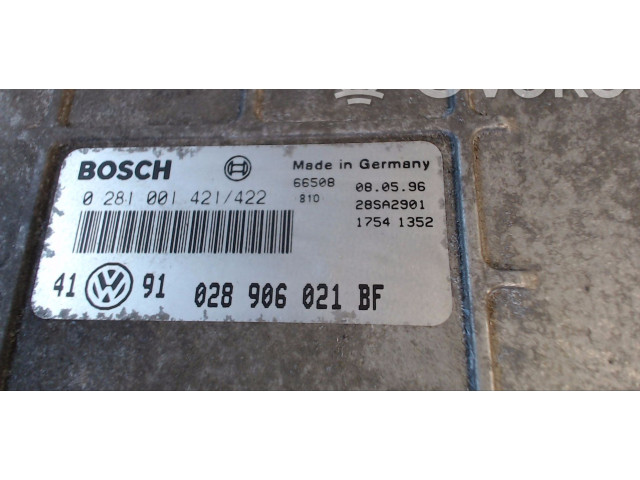 BOSCH
Made in Germany
0 281 001 421/422
66508 08.05.96
810 28SA2901
1754 1352
41 VW 91 028 906 021 BF